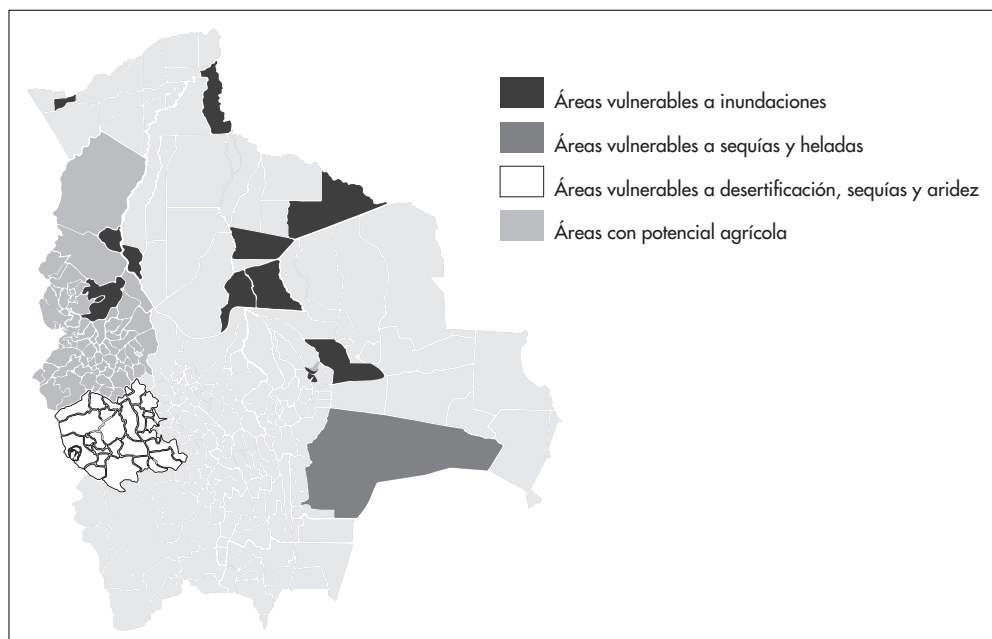 Áreas vulnerables a inundaciones
Áreas vulnerables a sequías y heladas
Áreas vulnerables a desertificación, sequías y aridez
Áreas con potencial agrícola